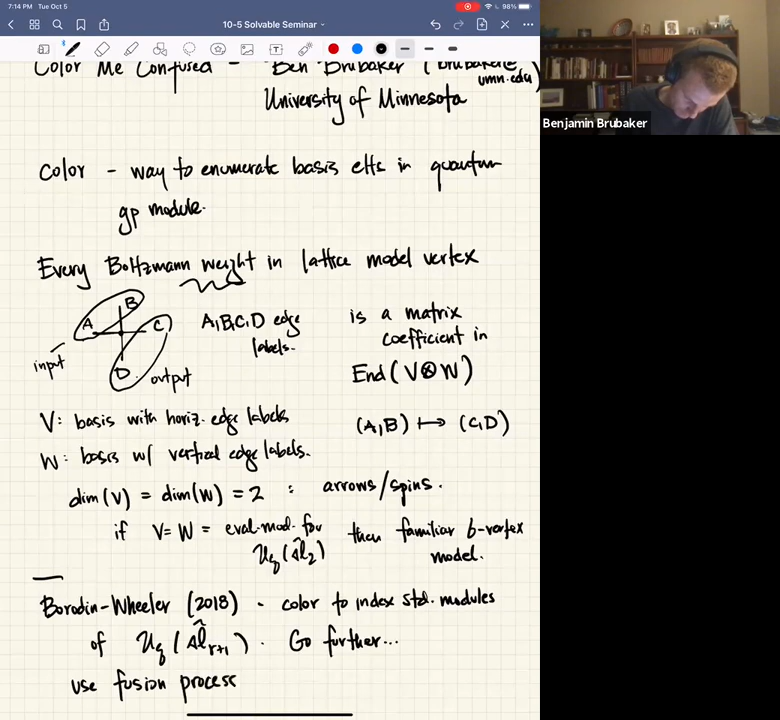 7:14 PM Tue Oct 5
98%
10-5 Solvable Seminar
Color Me Confused - Ben Brubaker (brubaker@
umn.edu)
University of Minnesota
Color - way to enumerate basis elts in quantum
gp module.
Every Boltzmann weight in lattice model vertex
A B C D
input
output
A,B,C,D edge
labels.
is a matrix
coefficient in
End(V⊗W)
V: basis with horiz. edge labels
(A,B) ↦ (C,D)
W: basis w/ vertical edge labels.
dim(V) = dim(W) = 2 : arrows/spins.
if V=W = eval. mod. for
U_q(ŝl_2)
then familiar 6-vertex
model.
Borodin-Wheeler (2018) - color to index std. modules
of U_q(ŝl_{r+1}). Go further...
use fusion process
Benjamin Brubaker